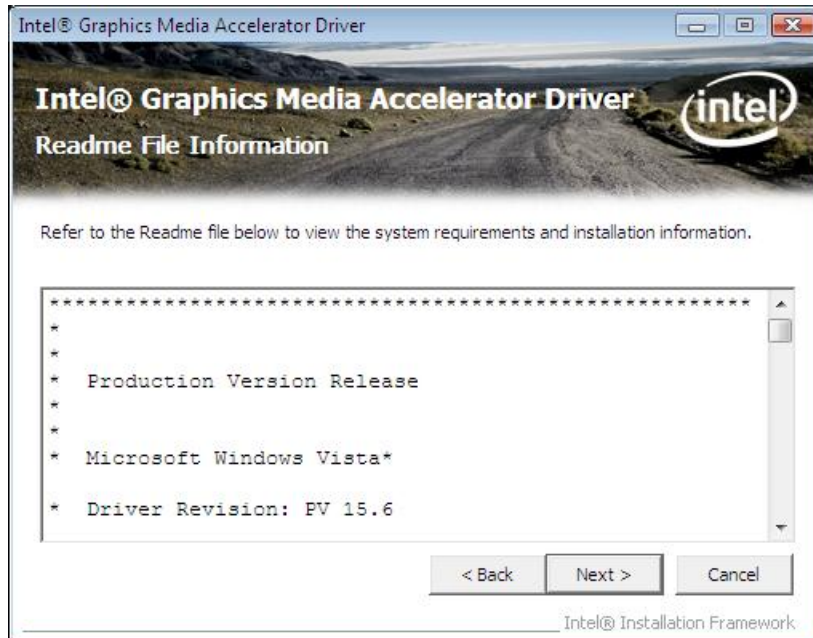 Intel® Graphics Media Accelerator Driver
Intel® Graphics Media Accelerator Driver
intel
Readme File Information
Refer to the Readme file below to view the system requirements and installation information.
********************************************************
*
*
* Production Version Release
*
*
* Microsoft Windows Vista*
* Driver Revision: PV 15.6
< Back Next > Cancel
Intel® Installation Framework